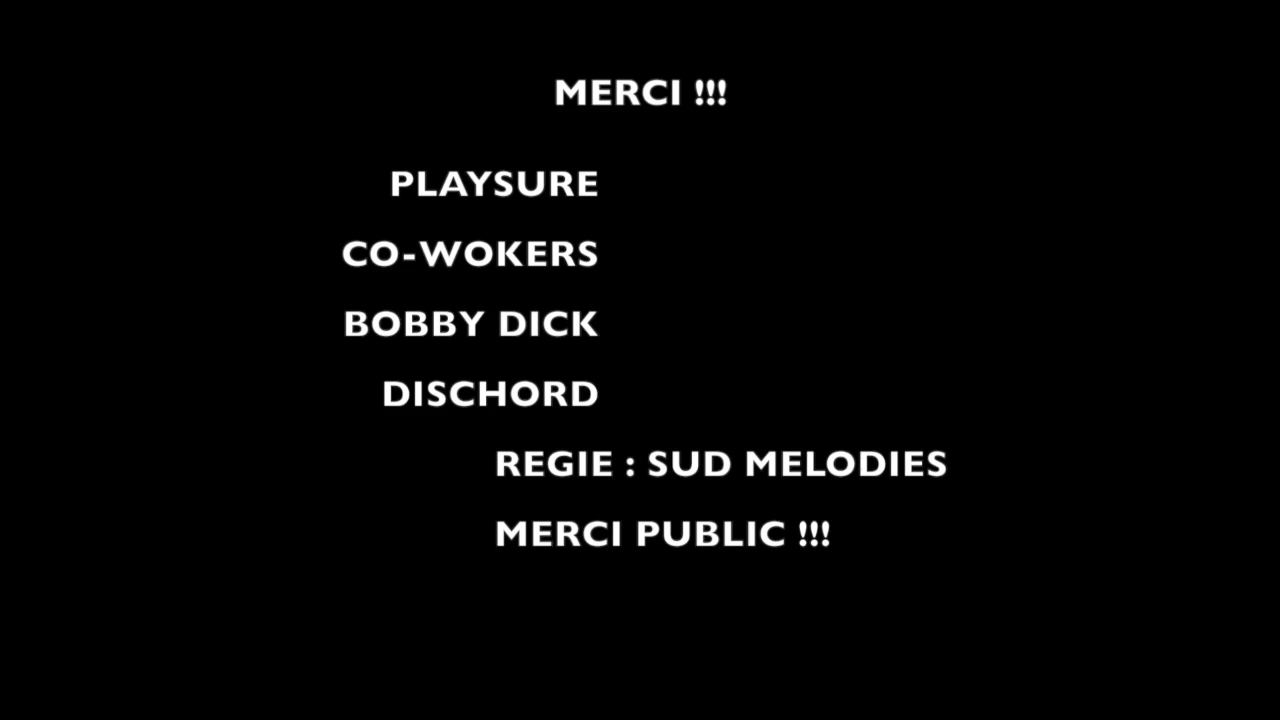 MERCI !!!
PLAYSURE
CO-WOKERS
BOBBY DICK
DISCHORD
REGIE : SUD MELODIES
MERCI PUBLIC !!!